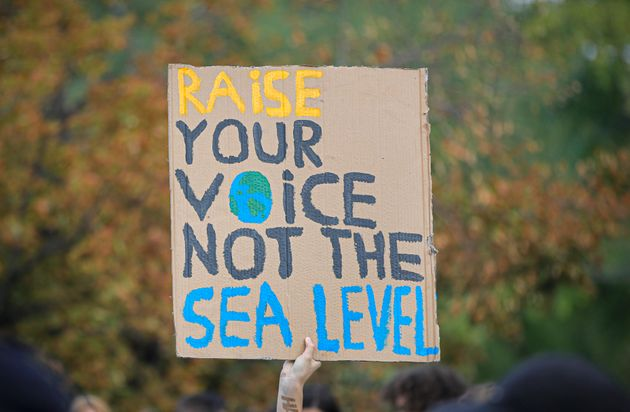 RAiSE
YOUR
VOiCE
NOT THE
SEA LEVEL